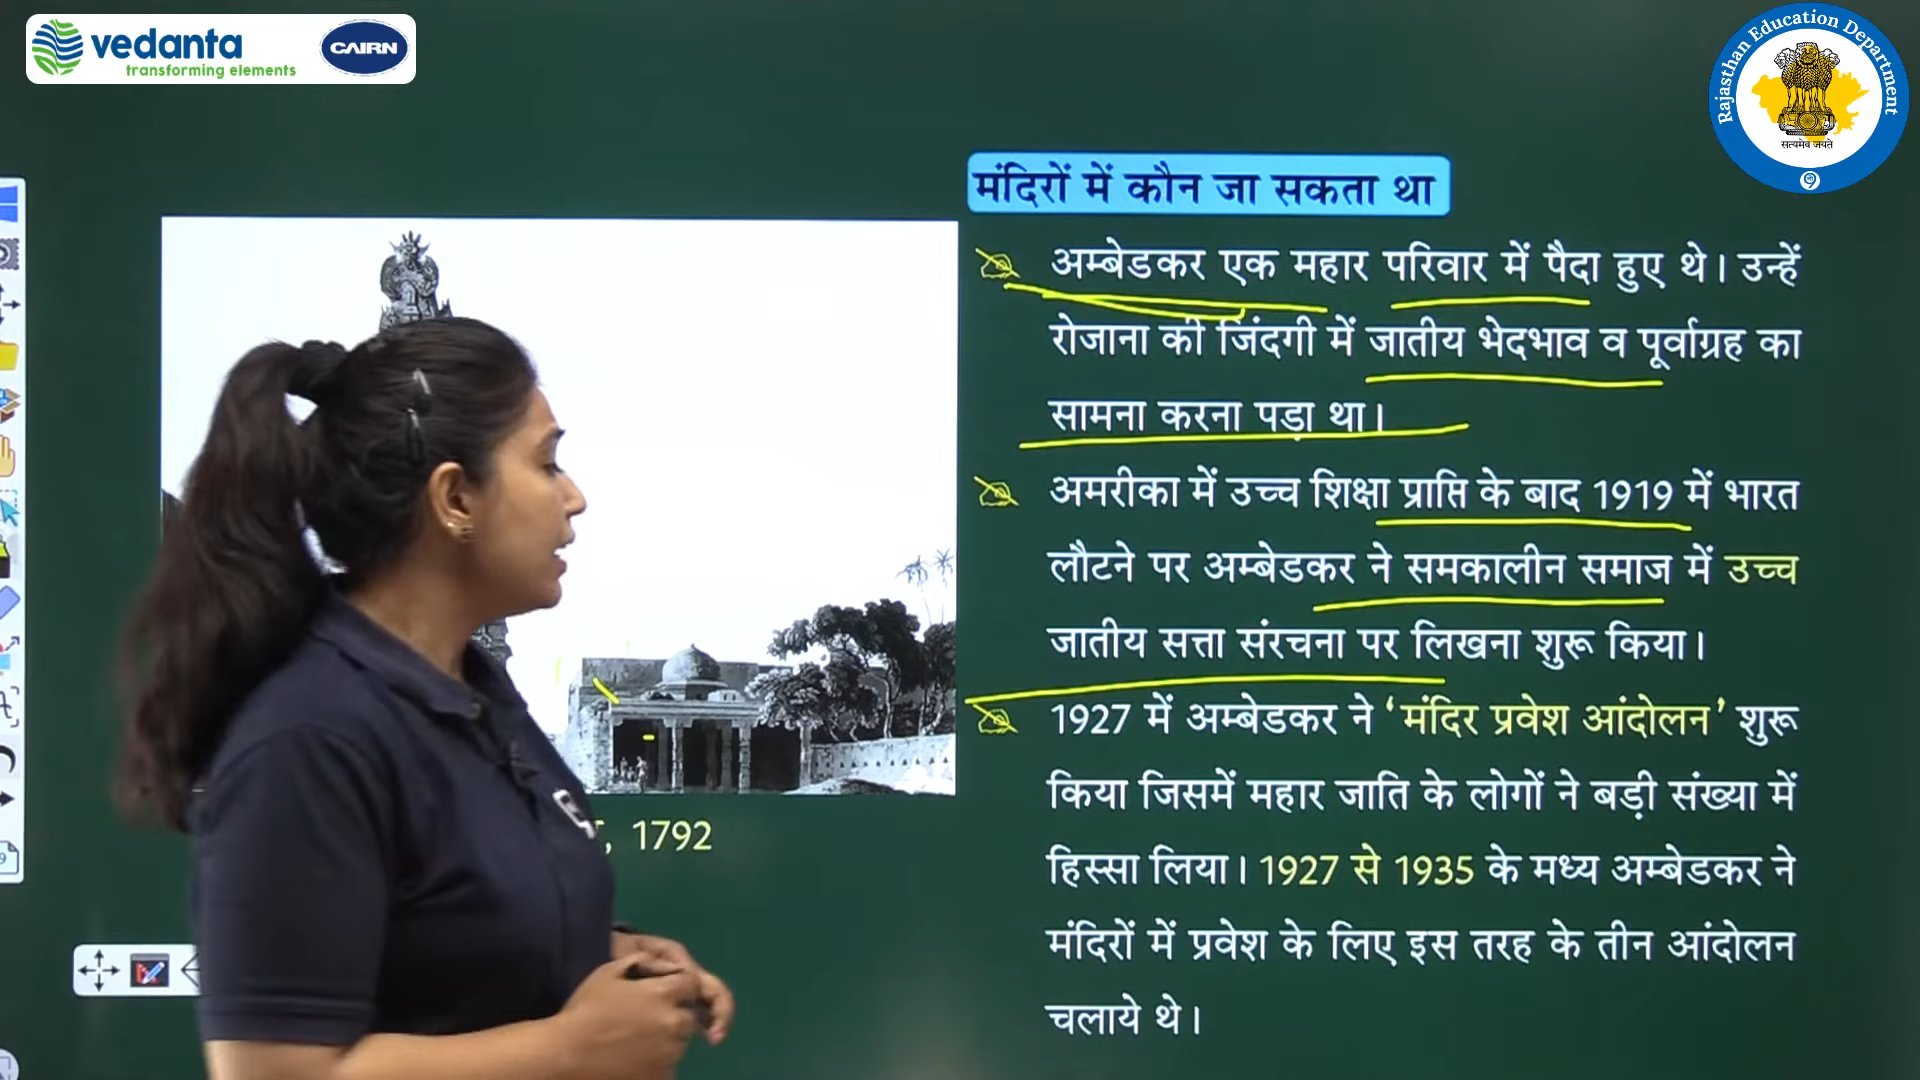 vedanta
transforming elements
CAIRN
Rajasthan Education Department
सत्यमेव जयते
मंदिरों में कौन जा सकता था
अम्बेडकर एक महार परिवार में पैदा हुए थे। उन्हें
रोजाना की जिंदगी में जातीय भेदभाव व पूर्वाग्रह का
सामना करना पड़ा था।
अमरीका में उच्च शिक्षा प्राप्ति के बाद 1919 में भारत
लौटने पर अम्बेडकर ने समकालीन समाज में उच्च
जातीय सत्ता संरचना पर लिखना शुरू किया।
1927 में अम्बेडकर ने ‘मंदिर प्रवेश आंदोलन’ शुरू
किया जिसमें महार जाति के लोगों ने बड़ी संख्या में
हिस्सा लिया। 1927 से 1935 के मध्य अम्बेडकर ने
मंदिरों में प्रवेश के लिए इस तरह के तीन आंदोलन
चलाये थे।
, 1792